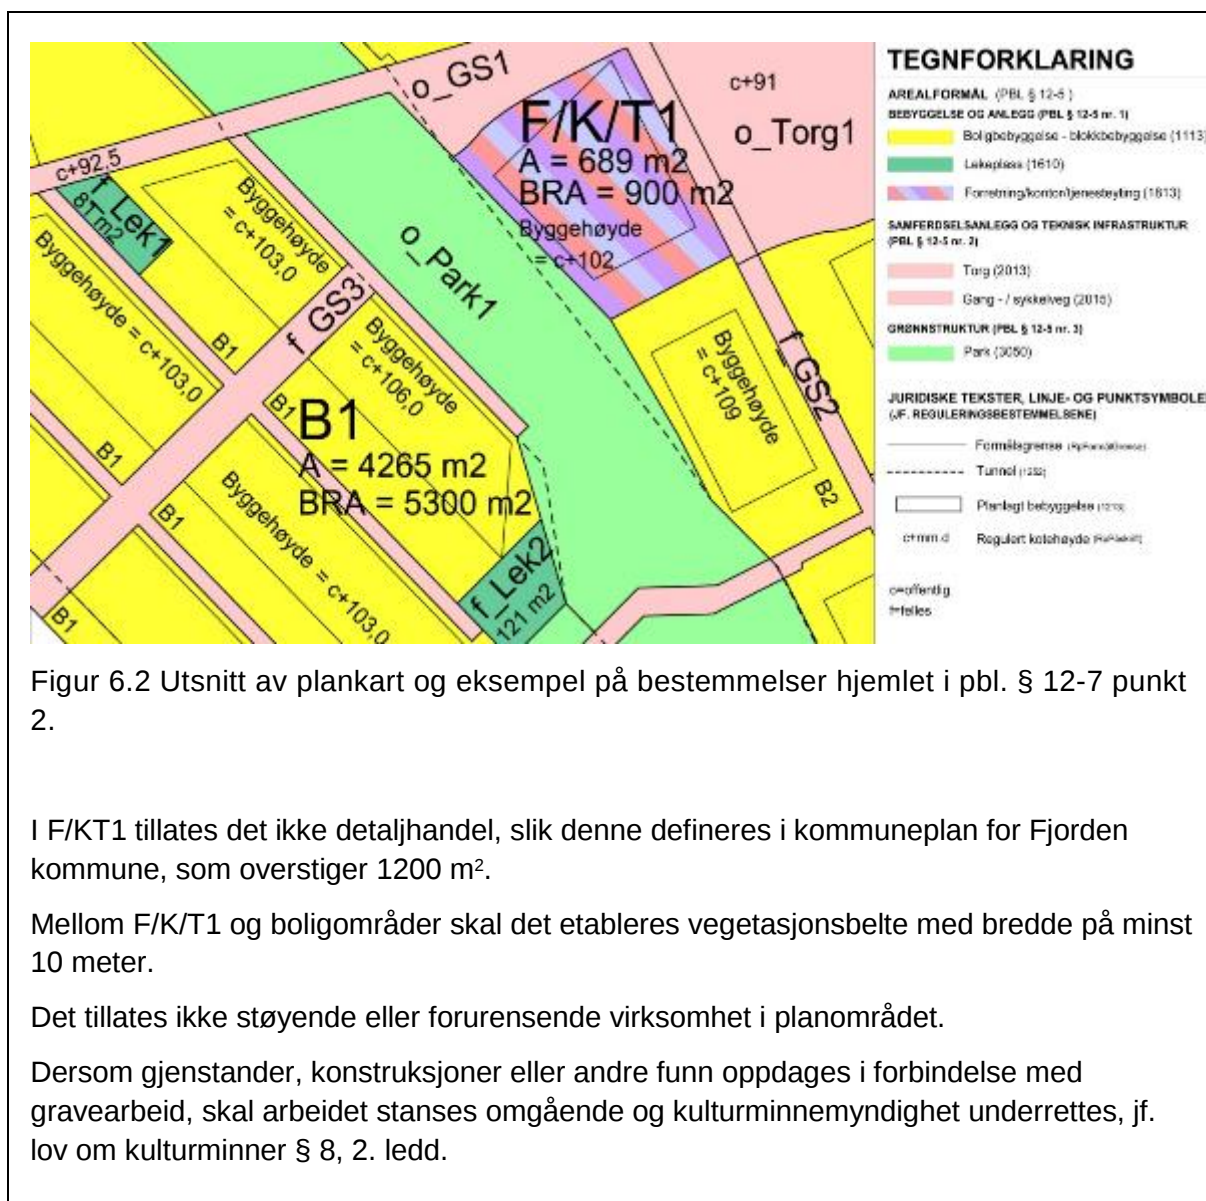 o_GS1
c+92.5
f_Lek1
Byggehøyde
= c+103,0
Byggehøyde = c+103,0
B1
B1
f_GS3
o_Park1
F/K/T1
A = 689 m2
BRA = 900 m2
Byggehøyde
= c+102
c+91
o_Torg1
f_GS2
Byggehøyde
= c+109
B2
Byggehøyde
= c+106,0
B1
B1
A = 4265 m2
BRA = 5300 m2
B1
Byggehøyde = c+103,0
B1
f_Lek2
121 m2
TEGNFORKLARING
AREALFORMÅL (PBL § 12-5 )
BEBYGGELSE OG ANLEGG (PBL § 12-5 nr. 1)
Boligbebyggelse - blokkbebyggelse (1113)
Lekeplass (1610)
Forretning/kontor/tjenesteyting (1813)
SAMFERDSELSANLEGG OG TEKNISK INFRASTRUKTUR
(PBL § 12-5 nr. 2)
Torg (2013)
Gang - / sykkelveg (2015)
GRØNNSTRUKTUR (PBL § 12-5 nr. 3)
Park (3050)
JURIDISKE TEKSTER, LINJE- OG PUNKTSYMBOLE
(JF. REGULERINGSBESTEMMELSENE)
Formålsgrense
Tunnel
Planlagt bebyggelse
c+mm.d Regulert kotehøyde
o=offentlig
f=felles
Figur 6.2 Utsnitt av plankart og eksempel på bestemmelser hjemlet i pbl. § 12-7 punkt
2.
I F/KT1 tillates det ikke detaljhandel, slik denne defineres i kommuneplan for Fjorden
kommune, som overstiger 1200 m².
Mellom F/K/T1 og boligområder skal det etableres vegetasjonsbelte med bredde på minst
10 meter.
Det tillates ikke støyende eller forurensende virksomhet i planområdet.
Dersom gjenstander, konstruksjoner eller andre funn oppdages i forbindelse med
gravearbeid, skal arbeidet stanses omgående og kulturminnemyndighet underrettes, jf.
lov om kulturminner § 8, 2. ledd.